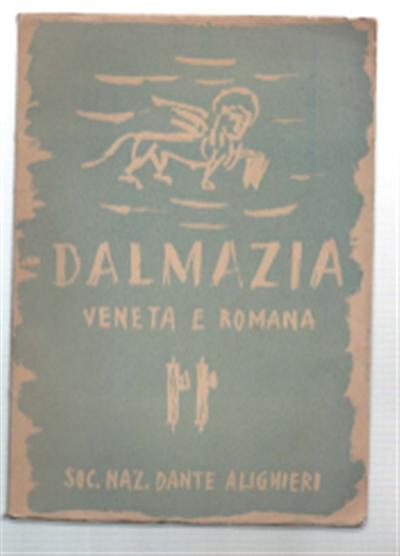 DALMAZIA
VENETA E ROMANA
SOC. NAZ. DANTE ALIGHIERI